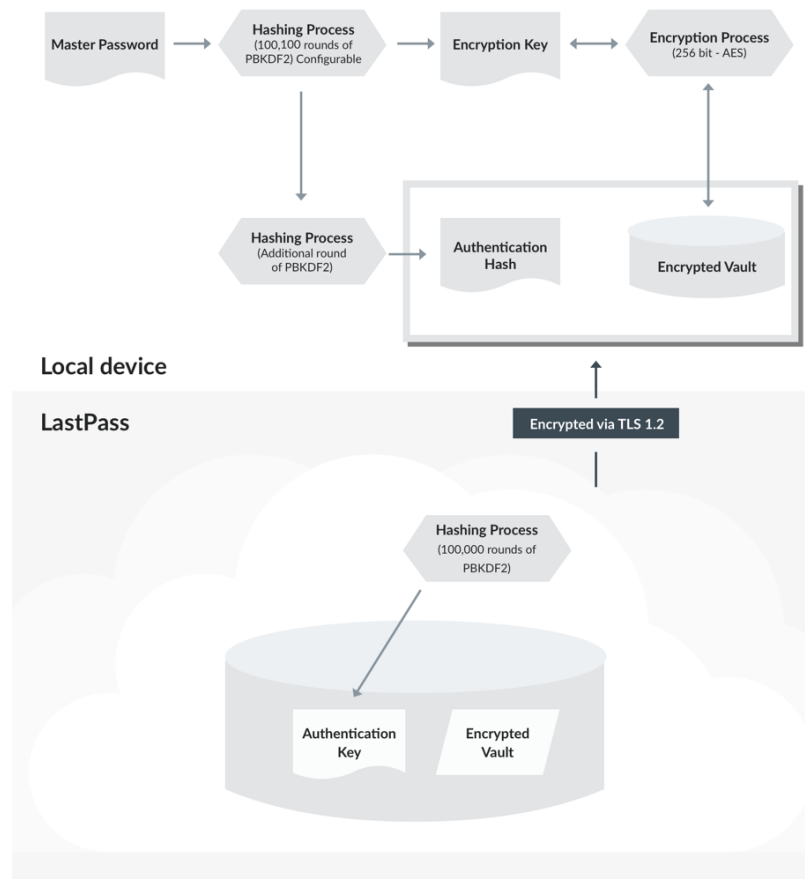 Master Password
Hashing Process
(100,100 rounds of
PBKDF2) Configurable
Encryption Key
Encryption Process
(256 bit - AES)
Hashing Process
(Additional round
of PBKDF2)
Authentication
Hash
Encrypted Vault
Local device
LastPass
Encrypted via TLS 1.2
Hashing Process
(100,000 rounds of
PBKDF2)
Authentication
Key
Encrypted
Vault